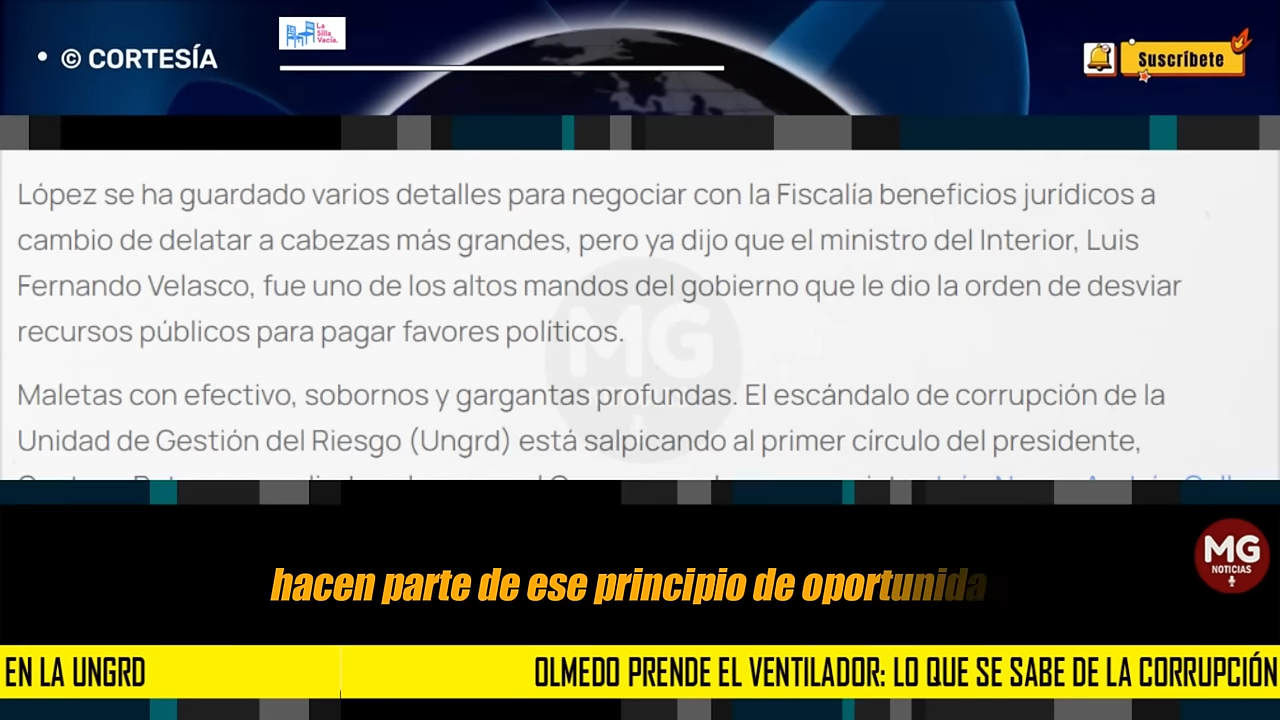 • © CORTESÍA
La
Silla
Vacía.
Suscríbete
López se ha guardado varios detalles para negociar con la Fiscalía beneficios jurídicos a
cambio de delatar a cabezas más grandes, pero ya dijo que el ministro del Interior, Luis
Fernando Velasco, fue uno de los altos mandos del gobierno que le dio la orden de desviar
recursos públicos para pagar favores políticos.
MG
Maletas con efectivo, sobornos y gargantas profundas. El escándalo de corrupción de la
Unidad de Gestión del Riesgo (Ungrd) está salpicando al primer círculo del presidente,
hacen parte de ese principio de oportunida
MG
NOTICIAS
EN LA UNGRD
OLMEDO PRENDE EL VENTILADOR: LO QUE SE SABE DE LA CORRUPCIÓN